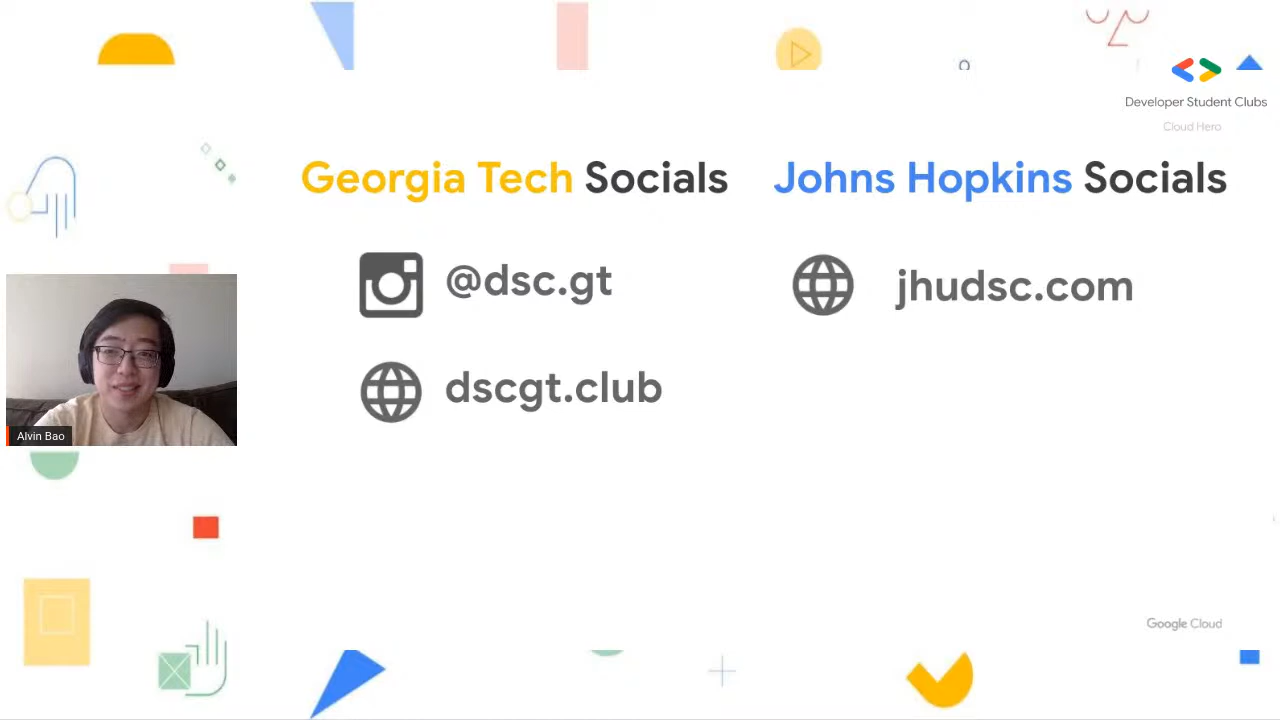 Developer Student Clubs
Cloud Hero
Georgia Tech Socials
Johns Hopkins Socials
@dsc.gt
jhudsc.com
dscgt.club
Alvin Bao
Google Cloud